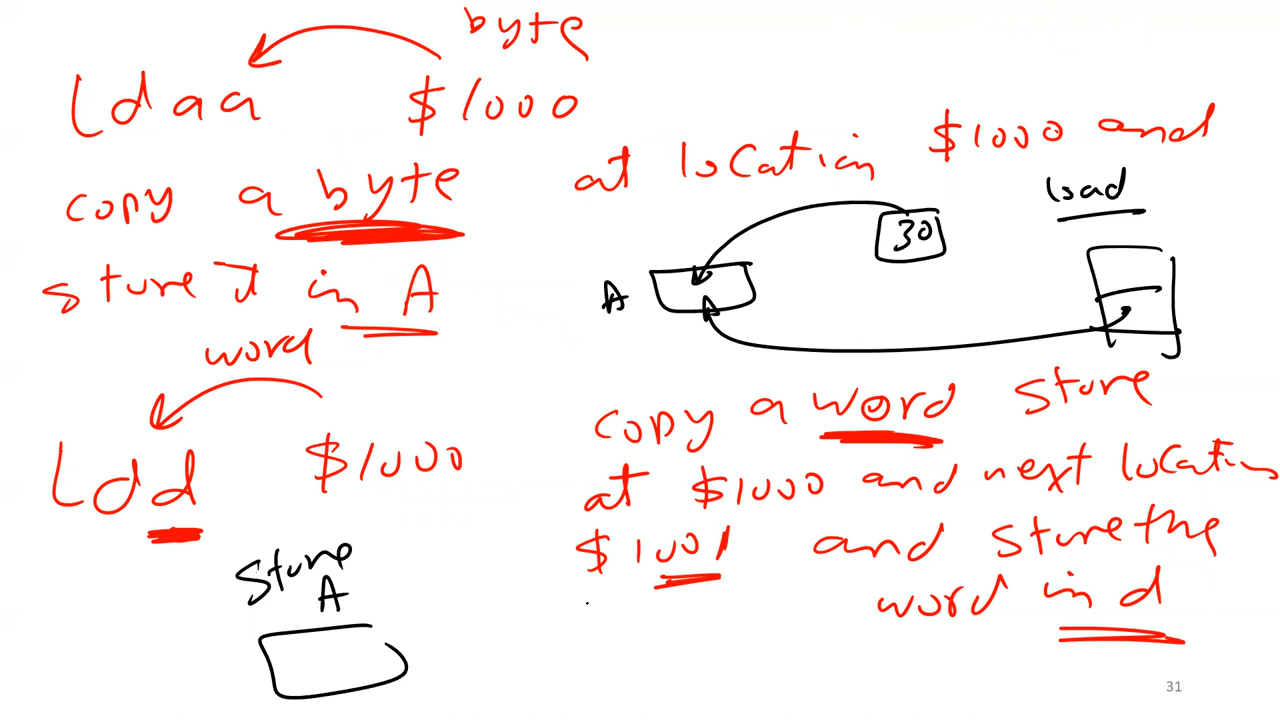 byte
Ldaa $1000
copy a byte at location $1000 and
store it in A
load
30
A
word
Ldd $1000
copy a word store
at $1000 and next location
$1001 and store the
word in d
store
A
31